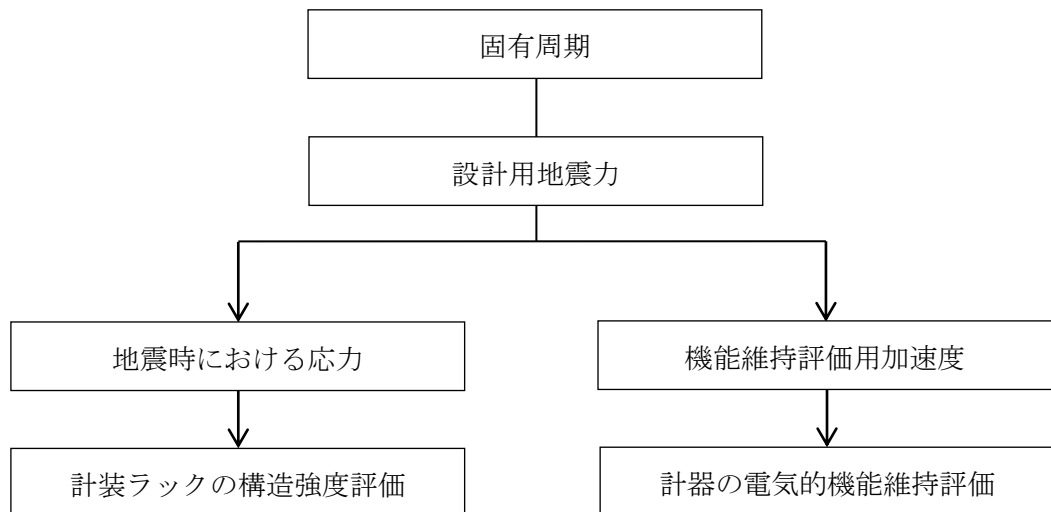 固有周期
設計用地震力
地震時における応力
機能維持評価用加速度
計装ラックの構造強度評価
計器の電気的機能維持評価